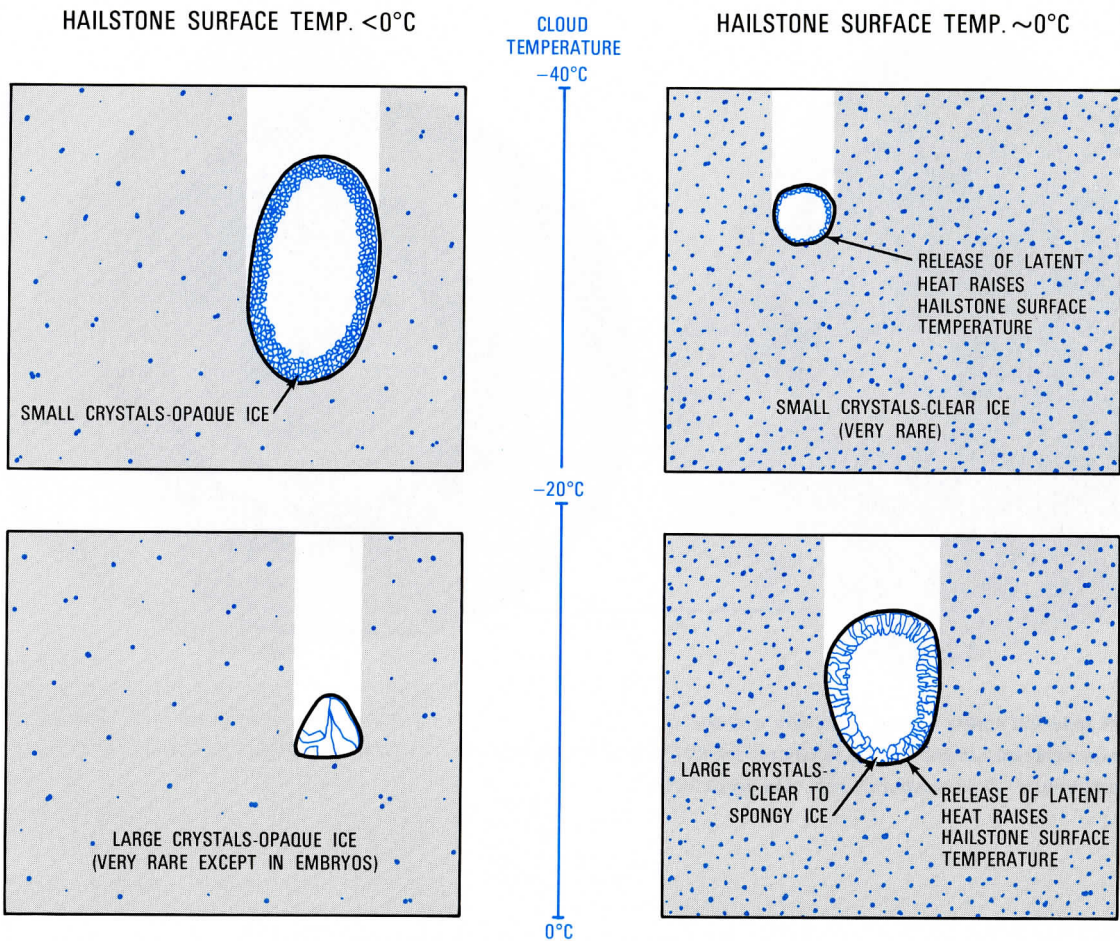 HAILSTONE SURFACE TEMP. <0°C
CLOUD
TEMPERATURE
−40°C
HAILSTONE SURFACE TEMP. ~0°C
SMALL CRYSTALS-OPAQUE ICE
RELEASE OF LATENT
HEAT RAISES
HAILSTONE SURFACE
TEMPERATURE
SMALL CRYSTALS-CLEAR ICE
(VERY RARE)
−20°C
LARGE CRYSTALS-OPAQUE ICE
(VERY RARE EXCEPT IN EMBRYOS)
LARGE CRYSTALS-
CLEAR TO
SPONGY ICE
RELEASE OF LATENT
HEAT RAISES
HAILSTONE SURFACE
TEMPERATURE
0°C